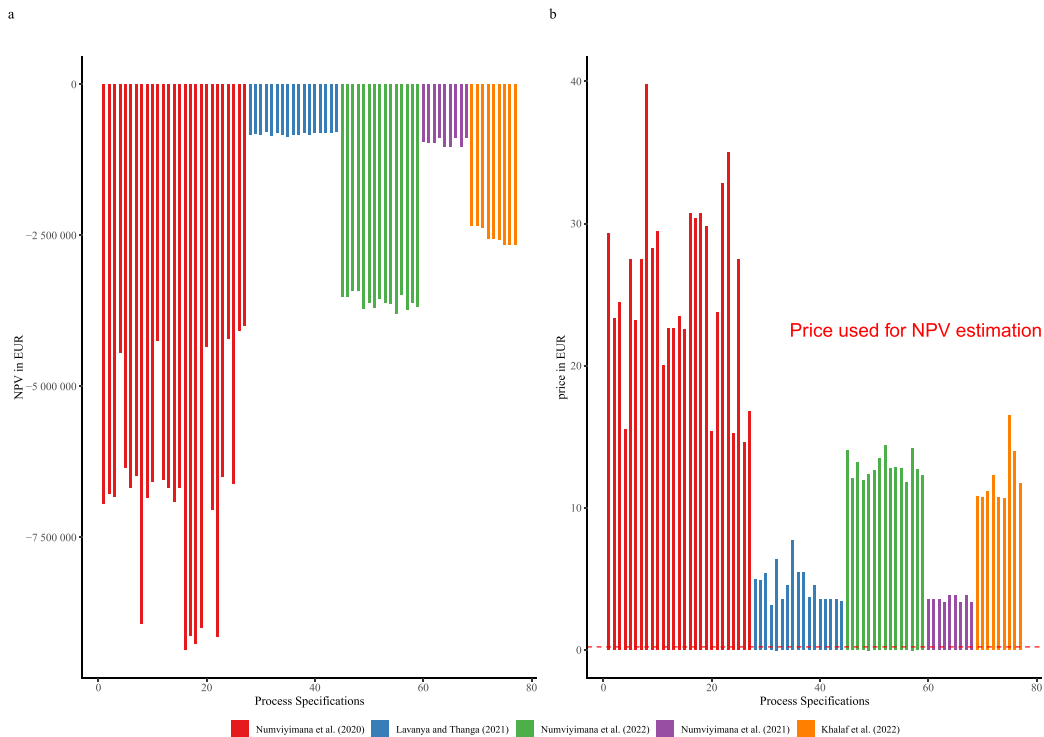 a
b
0
−2 500 000
−5 000 000
−7 500 000
NPV in EUR
0
20
40
60
80
Process Specifications
40
30
20
10
0
price in EUR
Price used for NPV estimation
0
20
40
60
80
Process Specifications
Numviyimana et al. (2020)
Lavanya and Thanga (2021)
Numviyimana et al. (2022)
Numviyimana et al. (2021)
Khalaf et al. (2022)